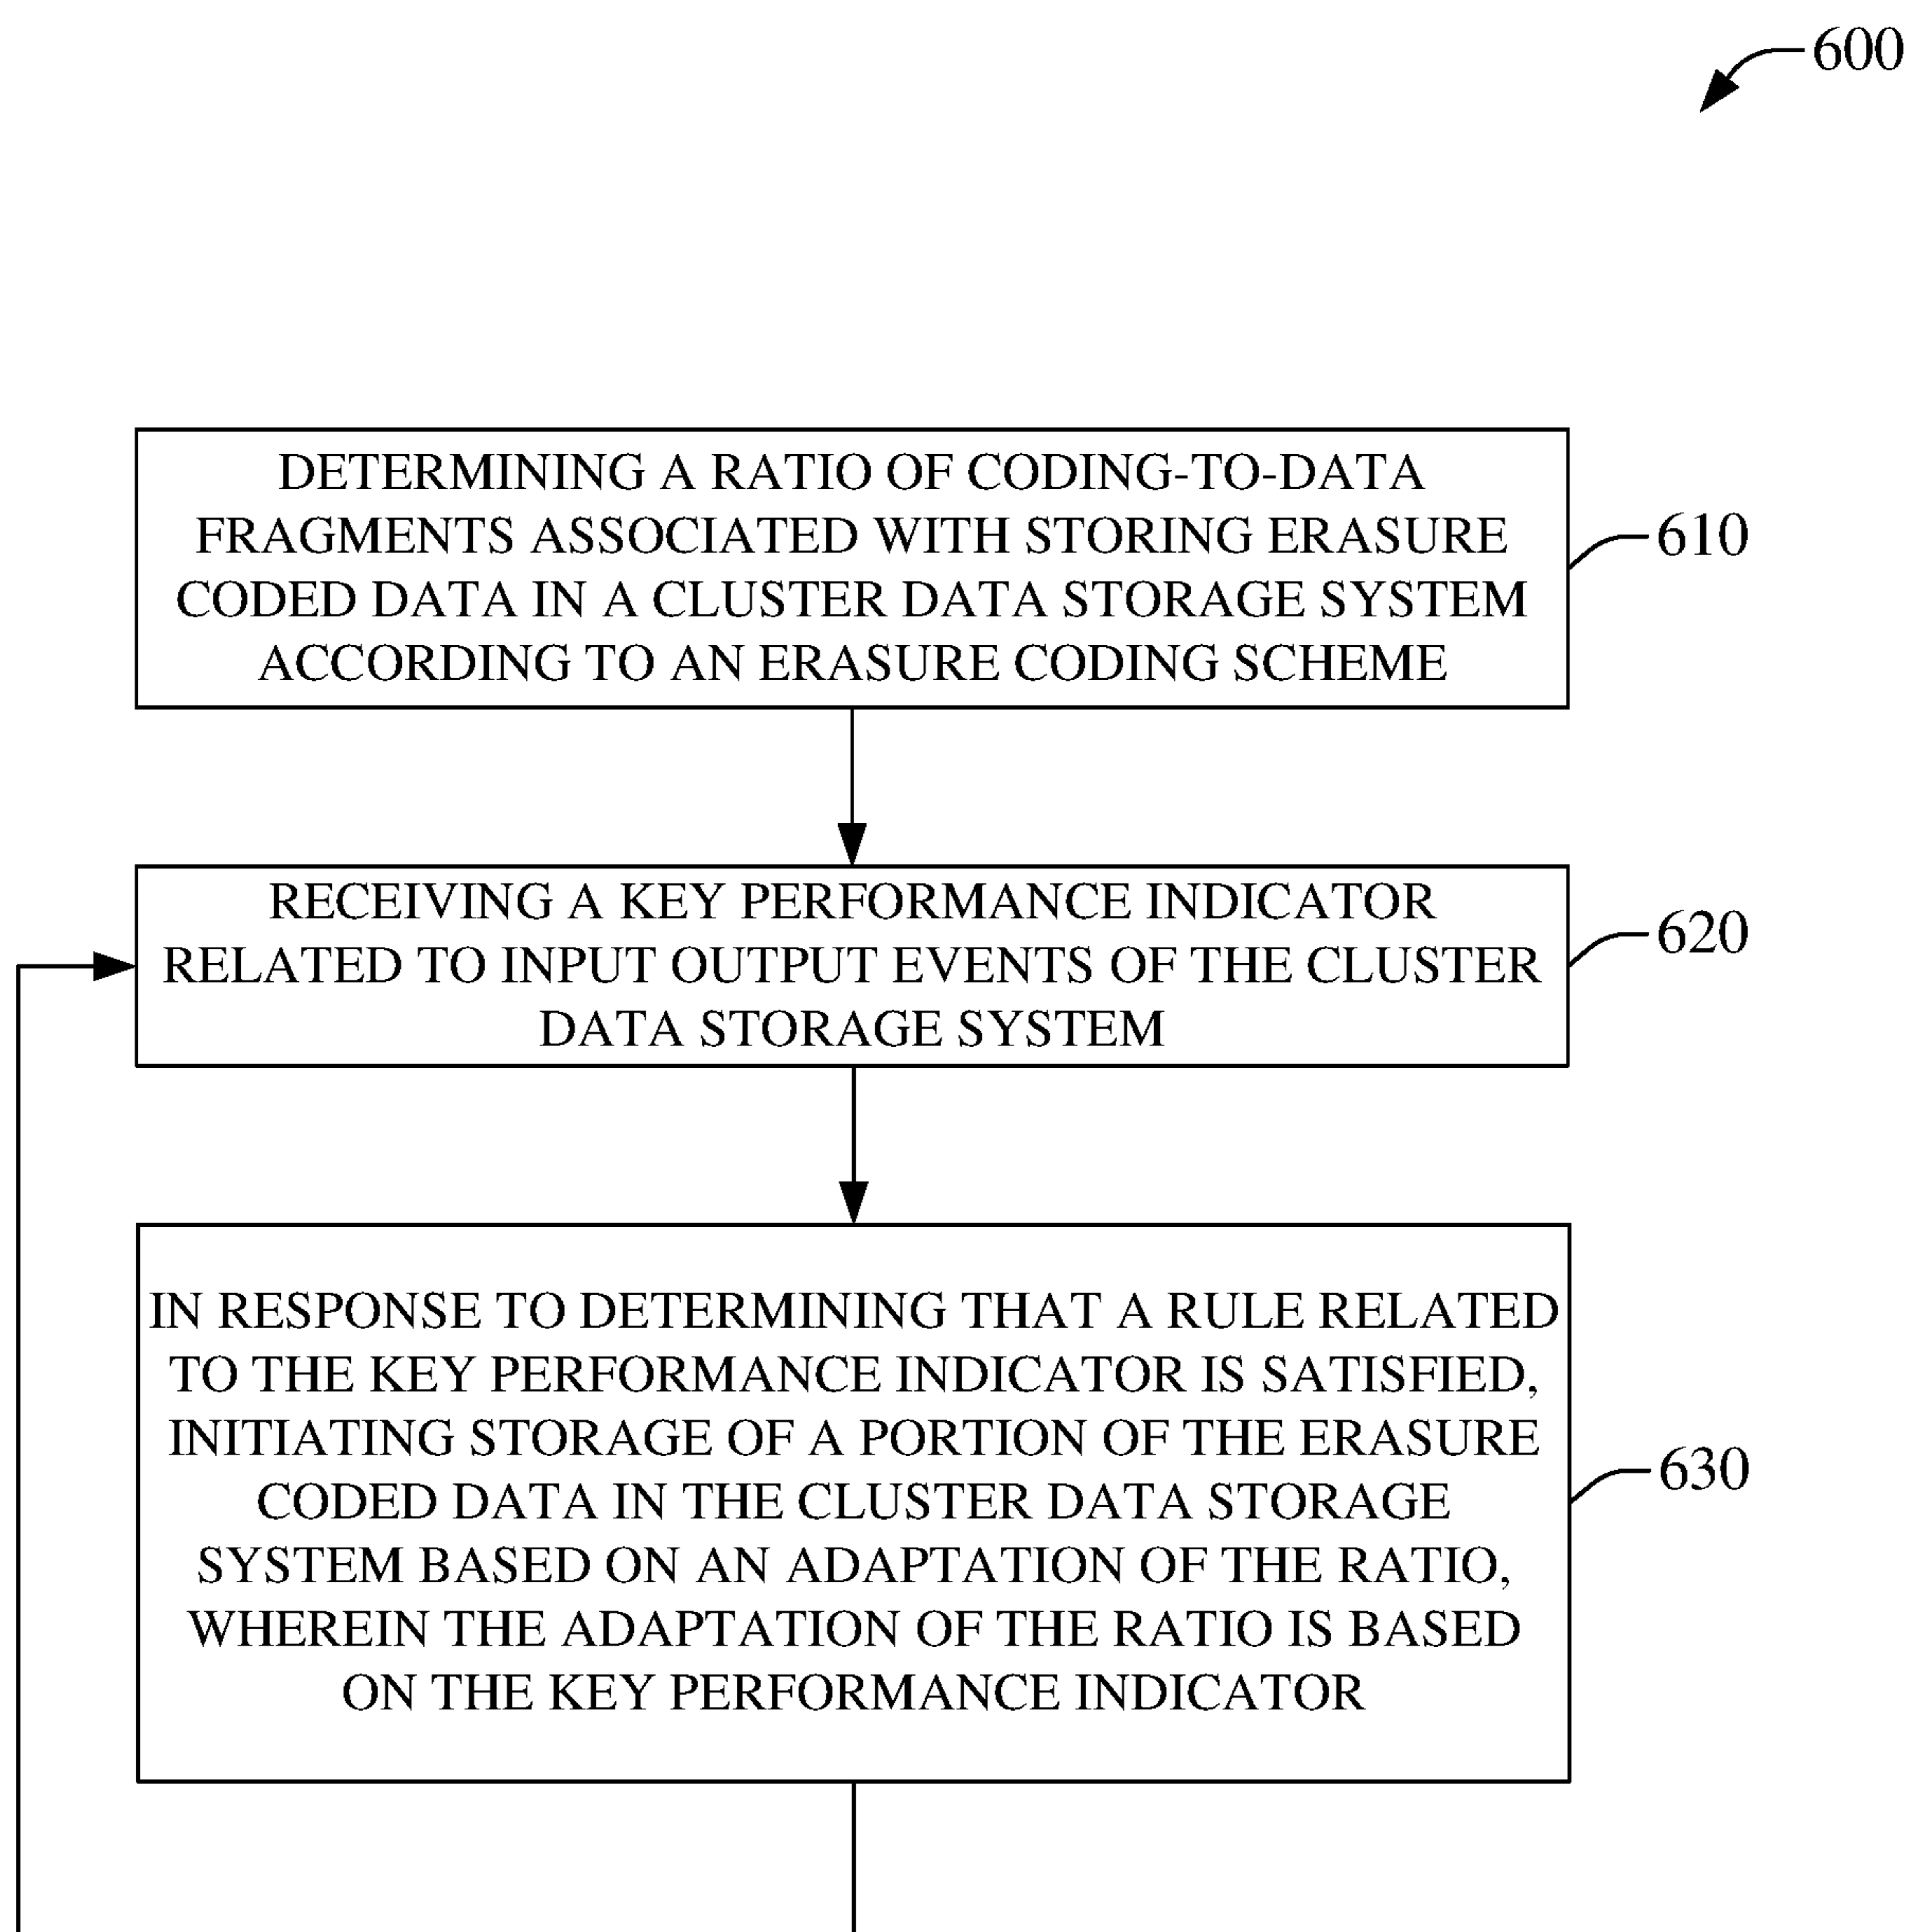 600
DETERMINING A RATIO OF CODING-TO-DATA
FRAGMENTS ASSOCIATED WITH STORING ERASURE
CODED DATA IN A CLUSTER DATA STORAGE SYSTEM
ACCORDING TO AN ERASURE CODING SCHEME
610
RECEIVING A KEY PERFORMANCE INDICATOR
RELATED TO INPUT OUTPUT EVENTS OF THE CLUSTER
DATA STORAGE SYSTEM
620
IN RESPONSE TO DETERMINING THAT A RULE RELATED
TO THE KEY PERFORMANCE INDICATOR IS SATISFIED,
INITIATING STORAGE OF A PORTION OF THE ERASURE
CODED DATA IN THE CLUSTER DATA STORAGE
SYSTEM BASED ON AN ADAPTATION OF THE RATIO,
WHEREIN THE ADAPTATION OF THE RATIO IS BASED
ON THE KEY PERFORMANCE INDICATOR
630